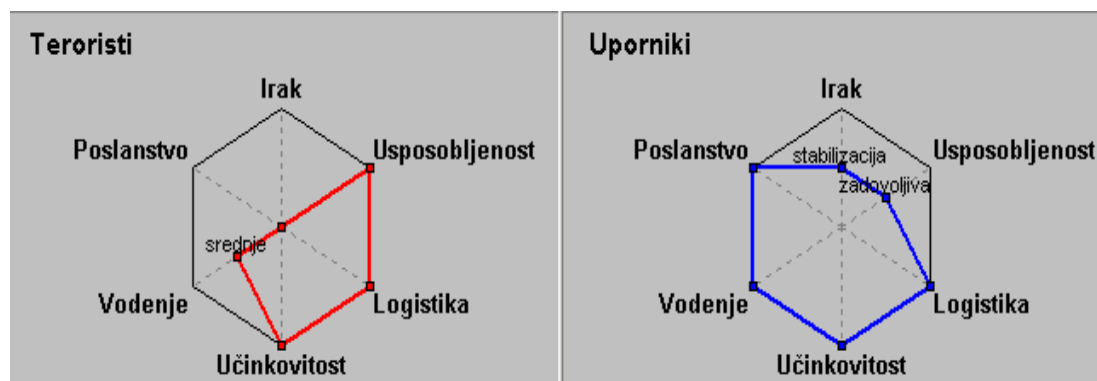 Teroristi
Irak
Poslanstvo
Usposobljenost
srednje
Vodenje
Logistika
Učinkovitost
Uporniki
Irak
Poslanstvo
stabilizacija
Usposobljenost
zadovoljiva
Vodenje
Logistika
Učinkovitost